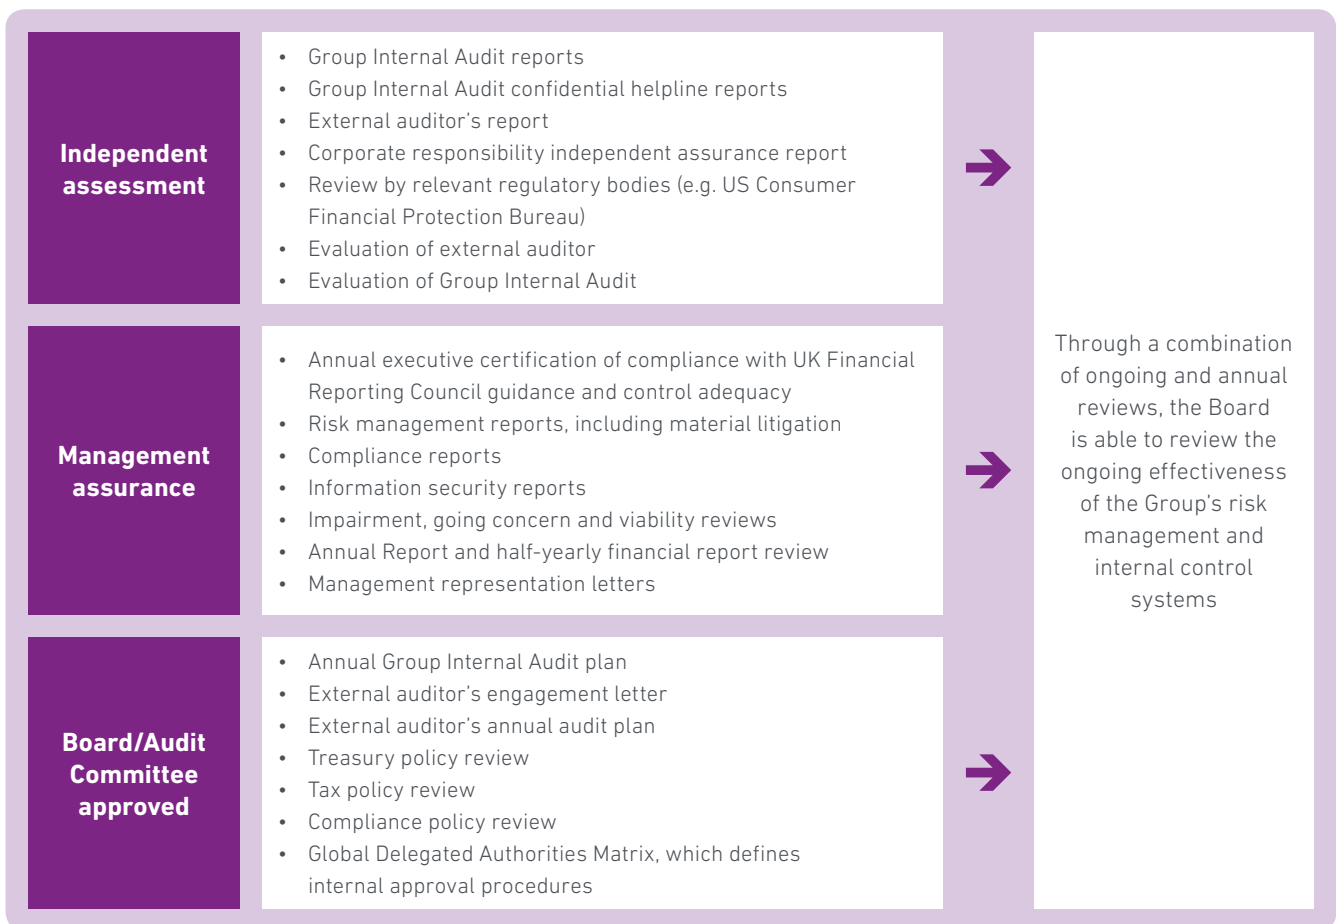 Independent
assessment
• Group Internal Audit reports
• Group Internal Audit confidential helpline reports
• External auditor's report
• Corporate responsibility independent assurance report
• Review by relevant regulatory bodies (e.g. US Consumer
Financial Protection Bureau)
• Evaluation of external auditor
• Evaluation of Group Internal Audit
Management
assurance
• Annual executive certification of compliance with UK Financial
Reporting Council guidance and control adequacy
• Risk management reports, including material litigation
• Compliance reports
• Information security reports
• Impairment, going concern and viability reviews
• Annual Report and half-yearly financial report review
• Management representation letters
Board/Audit
Committee
approved
• Annual Group Internal Audit plan
• External auditor's engagement letter
• External auditor's annual audit plan
• Treasury policy review
• Tax policy review
• Compliance policy review
• Global Delegated Authorities Matrix, which defines
internal approval procedures
Through a combination
of ongoing and annual
reviews, the Board
is able to review the
ongoing effectiveness
of the Group's risk
management and
internal control
systems